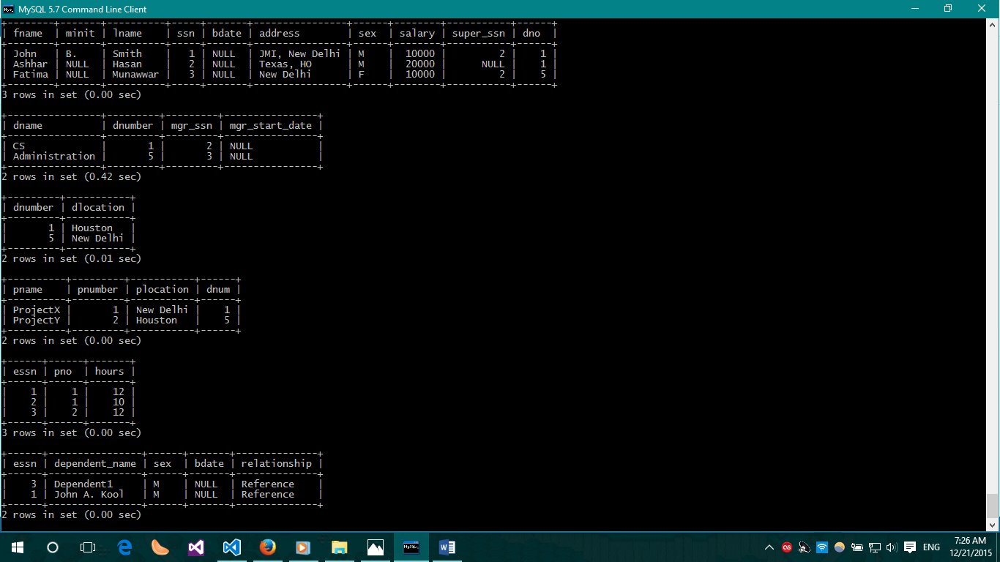 MySQL 5.7 Command Line Client
+--------+-------+----------+-----+-------+----------------+------+--------+-----------+------+
| fname  | minit | lname    | ssn | bdate | address        | sex  | salary | super_ssn | dno  |
+--------+-------+----------+-----+-------+----------------+------+--------+-----------+------+
| John   | B.    | Smith    |   1 | NULL  | JMI, New Delhi | M    |  10000 |         2 |    1 |
| Ashhar | NULL  | Hasan    |   2 | NULL  | Texas, HO      | M    |  20000 |      NULL |    1 |
| Fatima | NULL  | Munawwar |   3 | NULL  | New Delhi      | F    |  10000 |         2 |    5 |
+--------+-------+----------+-----+-------+----------------+------+--------+-----------+------+
3 rows in set (0.00 sec)
+----------------+---------+---------+----------------+
| dname          | dnumber | mgr_ssn | mgr_start_date |
+----------------+---------+---------+----------------+
| CS             |       1 |       2 | NULL           |
| Administration |       5 |       3 | NULL           |
+----------------+---------+---------+----------------+
2 rows in set (0.42 sec)
+---------+-----------+
| dnumber | dlocation |
+---------+-----------+
|       1 | Houston   |
|       5 | New Delhi |
+---------+-----------+
2 rows in set (0.01 sec)
+----------+---------+-----------+------+
| pname    | pnumber | plocation | dnum |
+----------+---------+-----------+------+
| ProjectX |       1 | New Delhi |    1 |
| ProjectY |       2 | Houston   |    5 |
+----------+---------+-----------+------+
2 rows in set (0.00 sec)
+------+------+-------+
| essn | pno  | hours |
+------+------+-------+
|    1 |    1 |    12 |
|    2 |    1 |    10 |
|    3 |    2 |    12 |
+------+------+-------+
3 rows in set (0.00 sec)
+------+----------------+------+-------+--------------+
| essn | dependent_name | sex  | bdate | relationship |
+------+----------------+------+-------+--------------+
|    3 | Dependent1     | M    | NULL  | Reference    |
|    1 | John A. Kool   | M    | NULL  | Reference    |
+------+----------------+------+-------+--------------+
2 rows in set (0.00 sec)
ENG
7:26 AM
12/21/2015